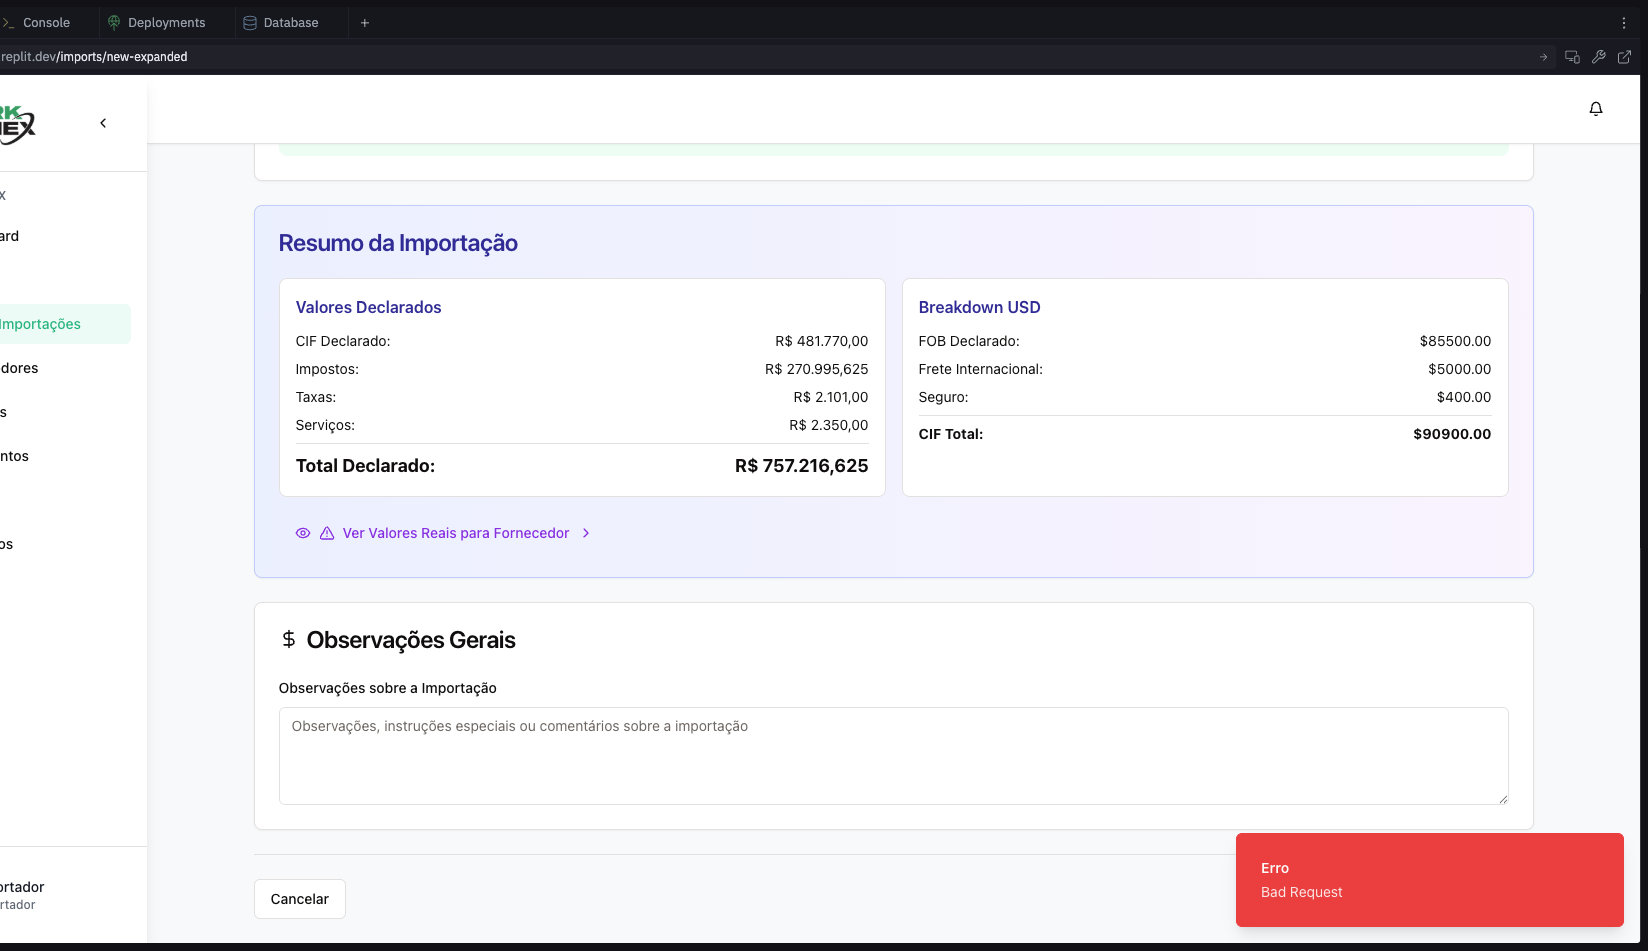 Console
Deployments
Database
replit.dev/imports/new-expanded
RK
EX
X
ard
Importações
dores
s
ntos
os
ortador
rtador
Resumo da Importação
Valores Declarados
CIF Declarado: R$ 481.770,00
Impostos: R$ 270.995,625
Taxas: R$ 2.101,00
Serviços: R$ 2.350,00
Total Declarado: R$ 757.216,625
Breakdown USD
FOB Declarado: $85500.00
Frete Internacional: $5000.00
Seguro: $400.00
CIF Total: $90900.00
Ver Valores Reais para Fornecedor
$ Observações Gerais
Observações sobre a Importação
Observações, instruções especiais ou comentários sobre a importação
Cancelar
Erro
Bad Request